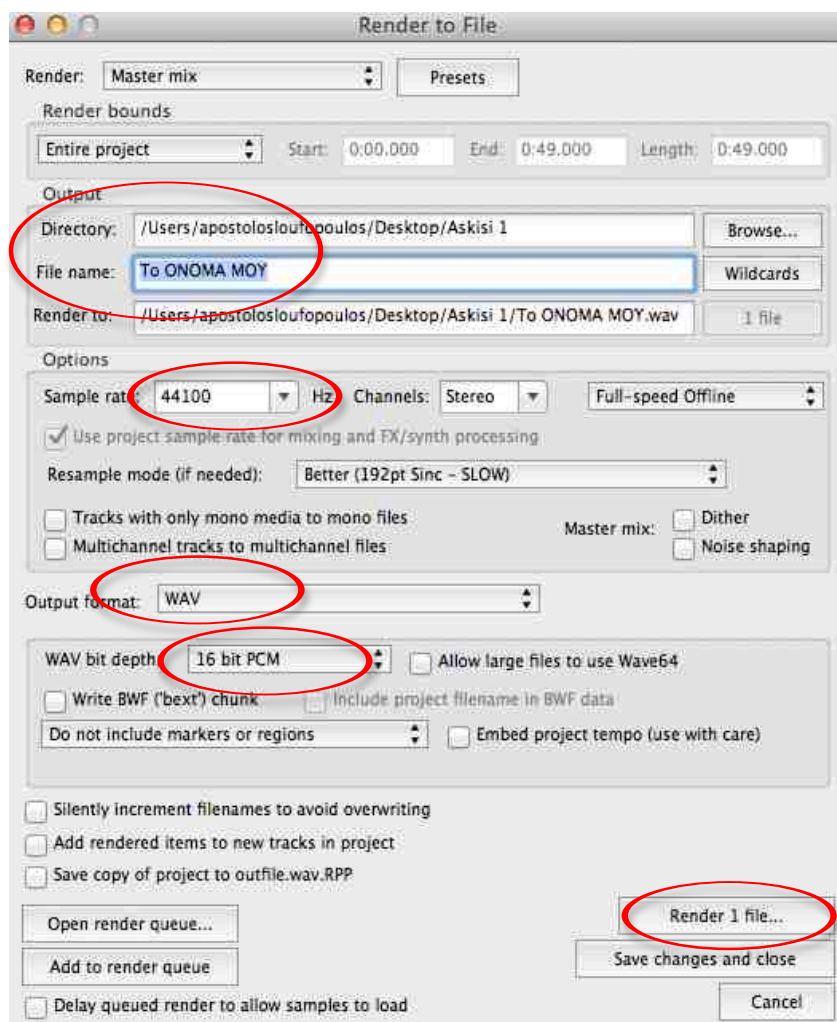 Render to File
Render: Master mix Presets
Render bounds
Entire project Start: 0:00.000 End: 0:49.000 Length: 0:49.000
Output
Directory: /Users/apostolosloufopoulos/Desktop/Askisi 1 Browse...
File name: To ONOMA MOY Wildcards
Render to: /Users/apostolosloufopoulos/Desktop/Askisi 1/To ONOMA MOY.wav 1 file
Options
Sample rate: 44100 Hz Channels: Stereo Full-speed Offline
Use project sample rate for mixing and FX/synth processing
Resample mode (if needed): Better (192pt Sinc - SLOW)
Tracks with only mono media to mono files Master mix: Dither
Multichannel tracks to multichannel files Noise shaping
Output format: WAV
WAV bit depth: 16 bit PCM Allow large files to use Wave64
Write BWF ('bext') chunk Include project filename in BWF data
Do not include markers or regions Embed project tempo (use with care)
Silently increment filenames to avoid overwriting
Add rendered items to new tracks in project
Save copy of project to outfile.wav.RPP
Open render queue... Render 1 file...
Add to render queue Save changes and close
Delay queued render to allow samples to load Cancel